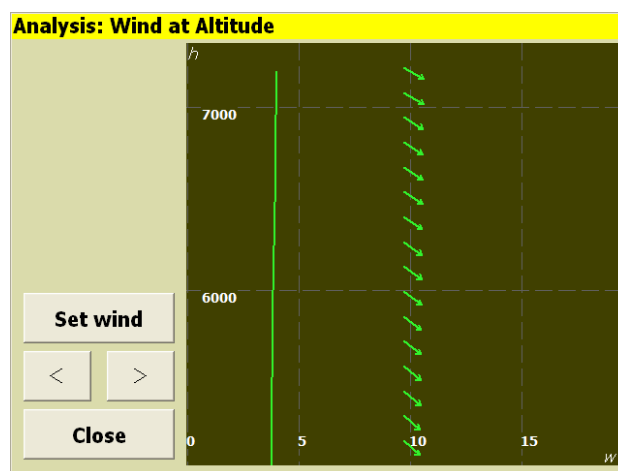 Analysis: Wind at Altitude
h
7000
6000
Set wind
< >
Close
0 5 10 15
w